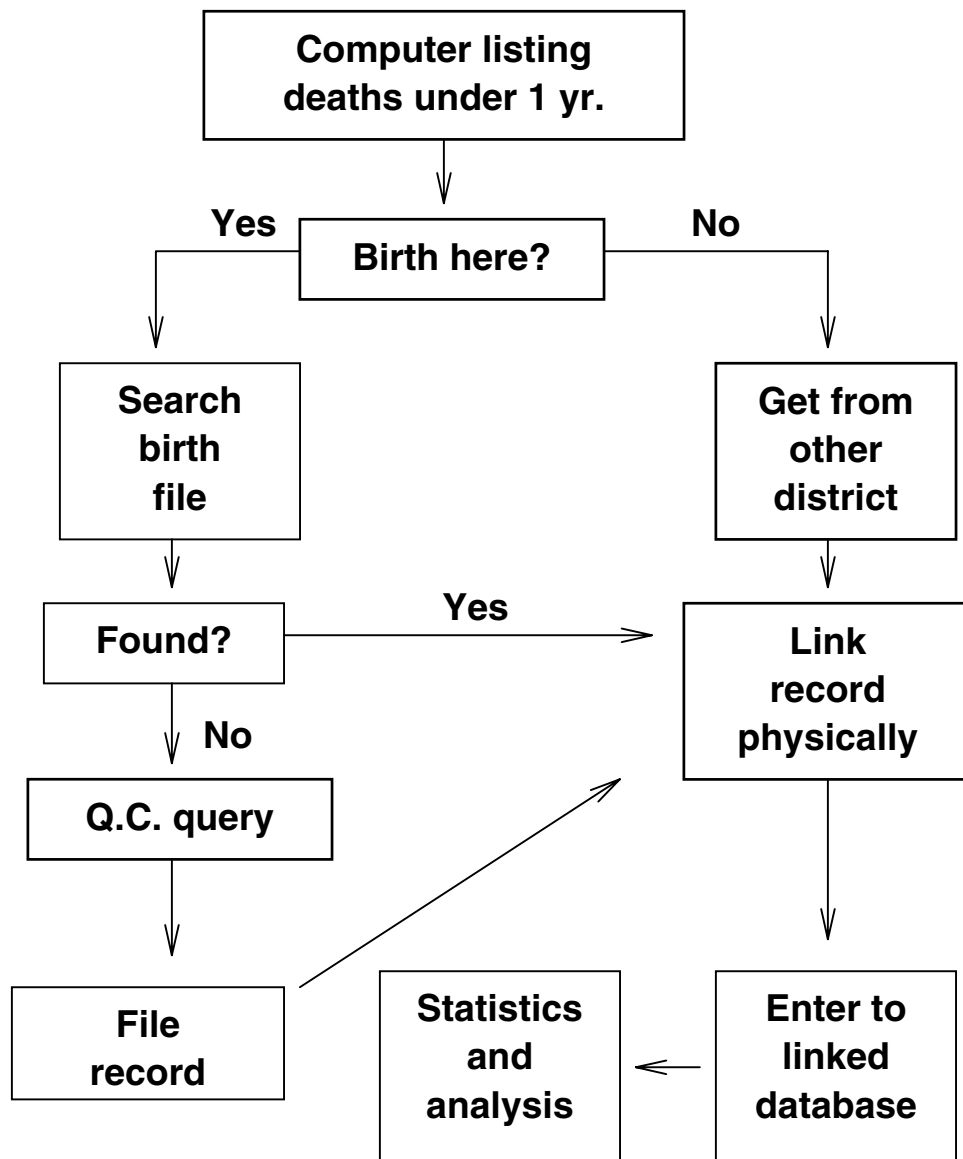 Computer listing
deaths under 1 yr.
Yes
No
Birth here?
Search
birth
file
Get from
other
district
Yes
Found?
Link
record
physically
No
Q.C. query
File
record
Statistics
and
analysis
Enter to
linked
database